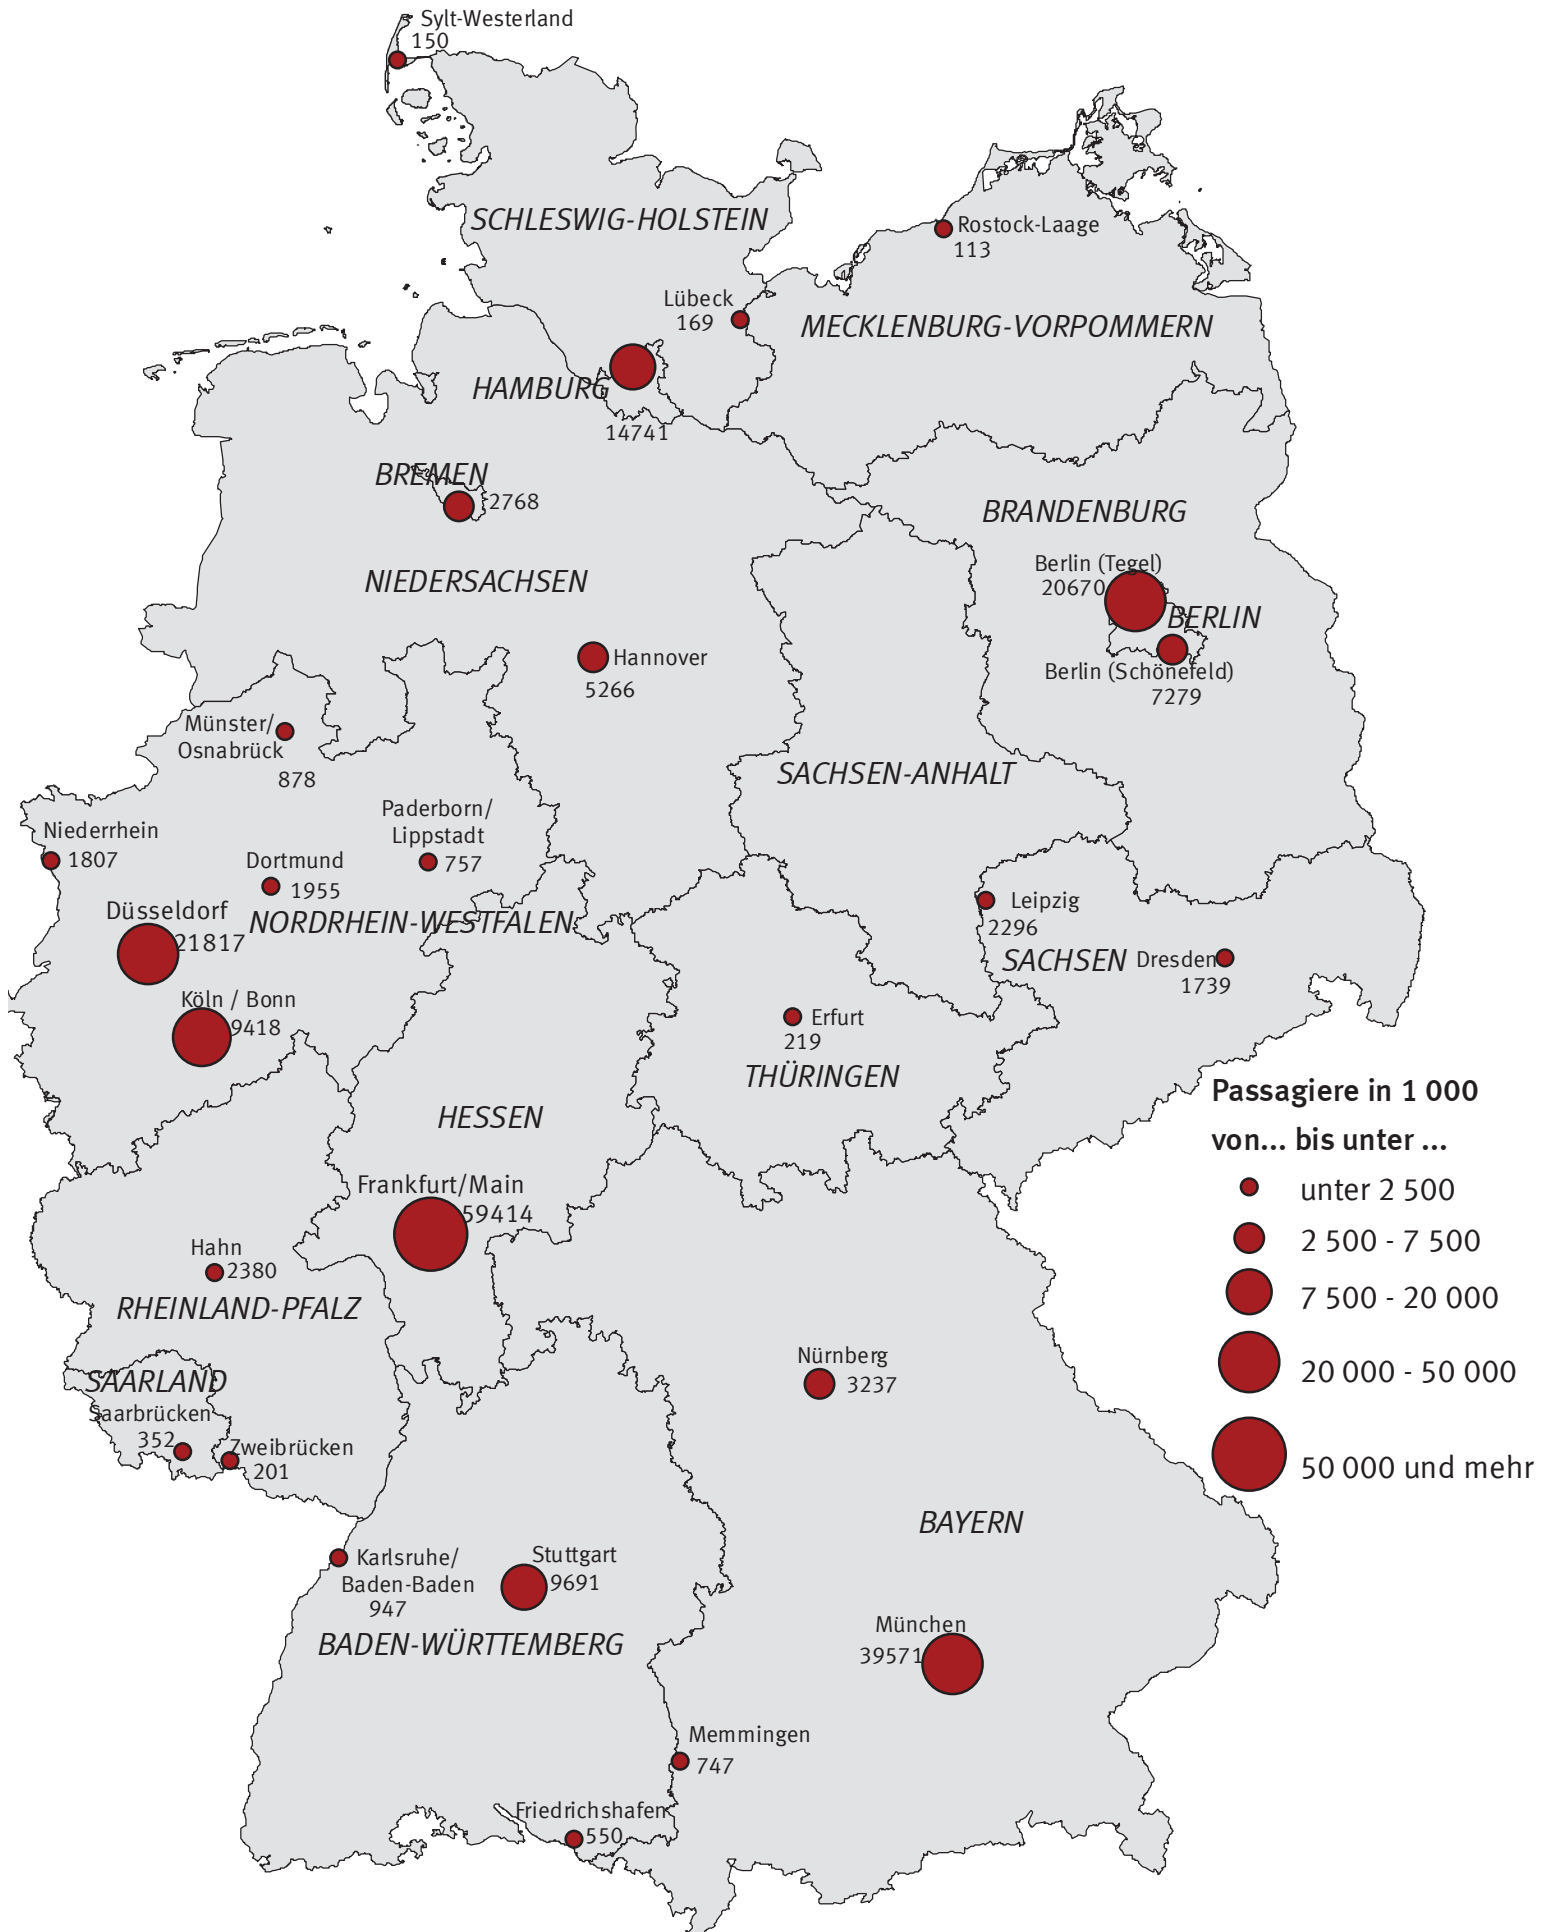 Sylt-Westerland
150
SCHLESWIG-HOLSTEIN
Rostock-Laage
113
Lübeck
169
MECKLENBURG-VORPOMMERN
HAMBURG
14741
BREMEN
2768
BRANDENBURG
Berlin (Tegel)
20670
BERLIN
Berlin (Schönefeld)
7279
NIEDERSACHSEN
Hannover
5266
Münster/
Osnabrück
878
SACHSEN-ANHALT
Paderborn/
Lippstadt
757
Niederrhein
1807
Dortmund
1955
Düsseldorf
21817
NORDRHEIN-WESTFALEN
Köln / Bonn
9418
Leipzig
2296
SACHSEN
Dresden
1739
Erfurt
219
THÜRINGEN
HESSEN
Frankfurt/Main
59414
Hahn
2380
RHEINLAND-PFALZ
SAARLAND
Saarbrücken
352
Zweibrücken
201
Nürnberg
3237
BAYERN
Karlsruhe/
Baden-Baden
947
Stuttgart
9691
BADEN-WÜRTTEMBERG
München
39571
Memmingen
747
Friedrichshafen
550
Passagiere in 1 000
von... bis unter ...
unter 2 500
2 500 - 7 500
7 500 - 20 000
20 000 - 50 000
50 000 und mehr